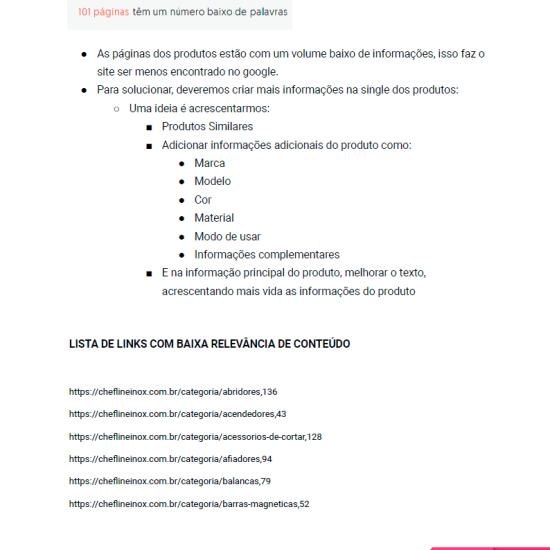 101 páginas têm um número baixo de palavras
● As páginas dos produtos estão com um volume baixo de informações, isso faz o
site ser menos encontrado no google.
● Para solucionar, deveremos criar mais informações na single dos produtos:
○ Uma ideia é acrescentarmos:
■ Produtos Similares
■ Adicionar informações adicionais do produto como:
● Marca
● Modelo
● Cor
● Material
● Modo de usar
● Informações complementares
■ E na informação principal do produto, melhorar o texto,
acrescentando mais vida as informações do produto
LISTA DE LINKS COM BAIXA RELEVÂNCIA DE CONTEÚDO
https://cheflineinox.com.br/categoria/abridores,136
https://cheflineinox.com.br/categoria/acendedores,43
https://cheflineinox.com.br/categoria/acessorios-de-cortar,128
https://cheflineinox.com.br/categoria/afiadores,94
https://cheflineinox.com.br/categoria/balancas,79
https://cheflineinox.com.br/categoria/barras-magneticas,52